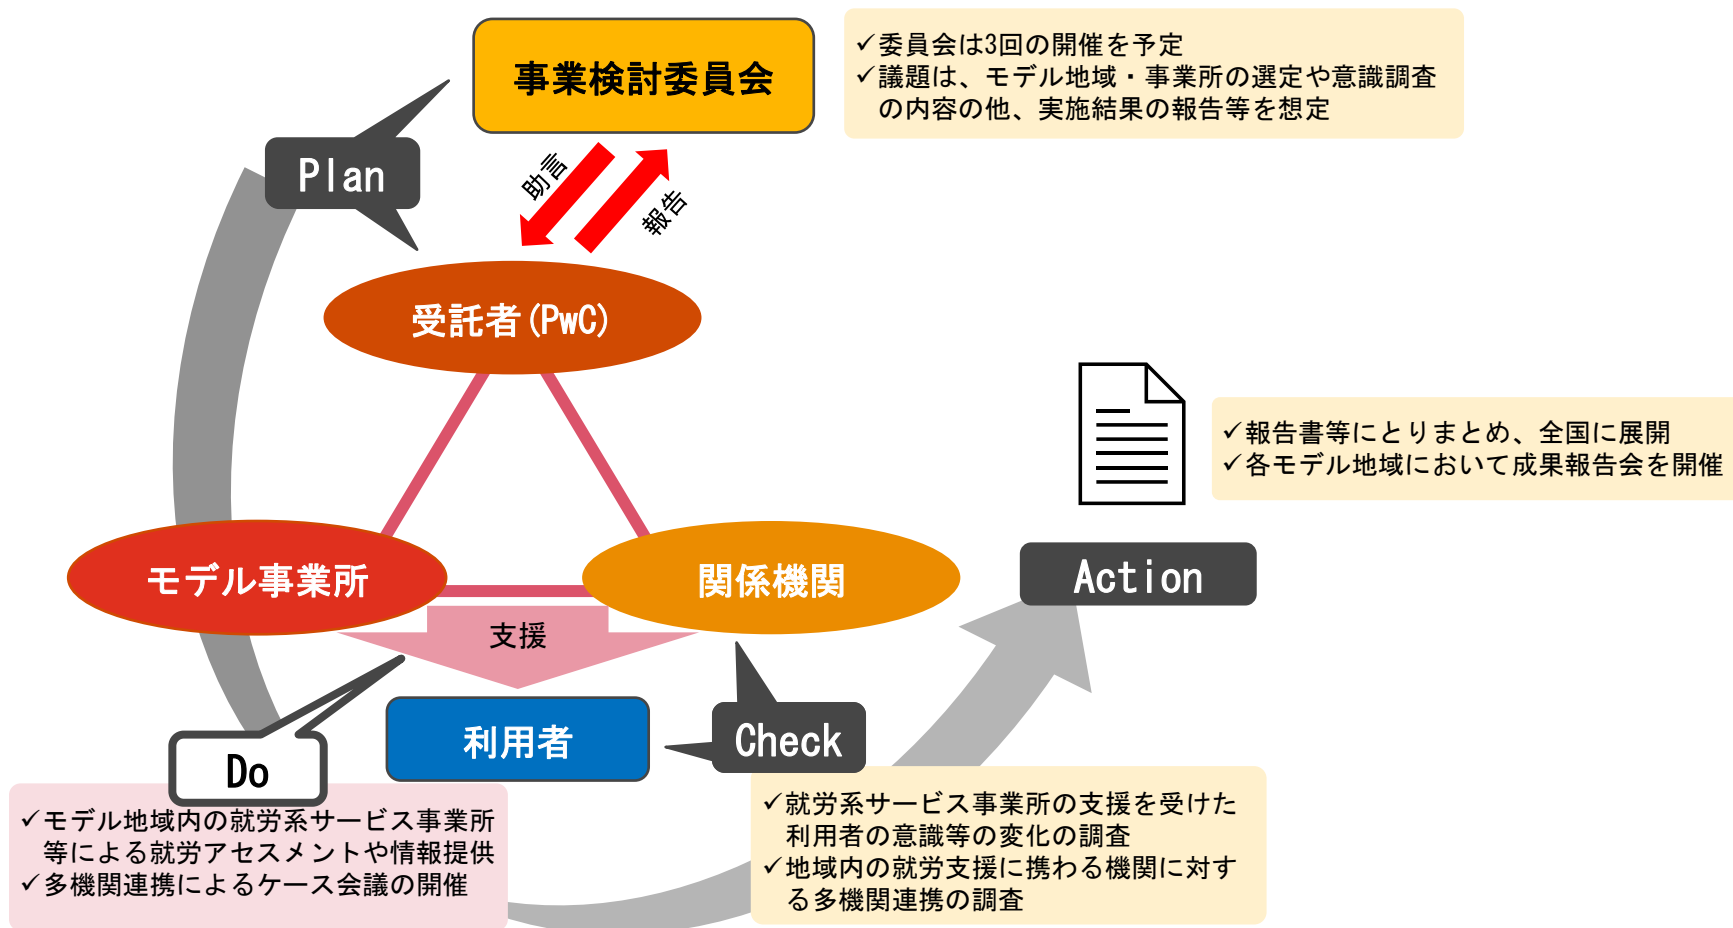 事業検討委員会
✓委員会は3回の開催を予定
✓議題は、モデル地域・事業所の選定や意識調査
の内容の他、実施結果の報告等を想定
Plan
助言
報告
受託者(PwC)
✓報告書等にとりまとめ、全国に展開
✓各モデル地域において成果報告会を開催
モデル事業所
関係機関
Action
支援
利用者
Check
Do
✓モデル地域内の就労系サービス事業所
等による就労アセスメントや情報提供
✓多機関連携によるケース会議の開催
✓就労系サービス事業所の支援を受けた
利用者の意識等の変化の調査
✓地域内の就労支援に携わる機関に対す
る多機関連携の調査